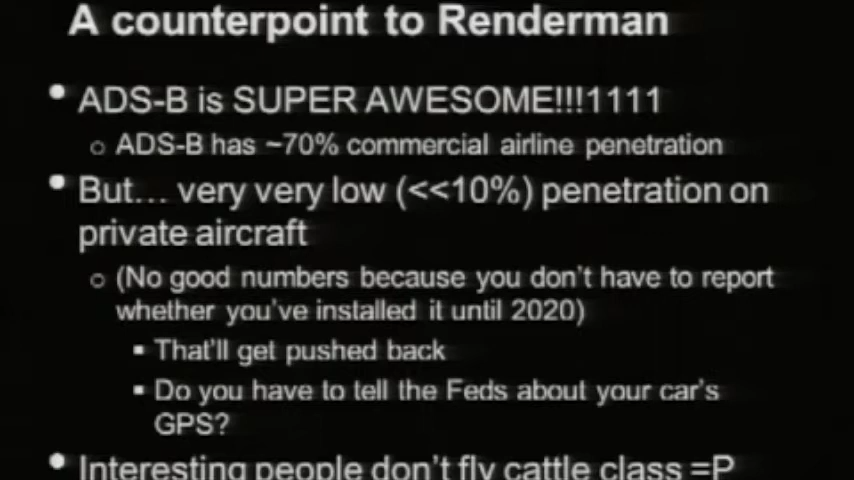 A counterpoint to Renderman
• ADS-B is SUPER AWESOME!!!1111
o ADS-B has ~70% commercial airline penetration
• But... very very low (<<10%) penetration on
private aircraft
o (No good numbers because you don't have to report
whether you've installed it until 2020)
▪ That'll get pushed back
▪ Do you have to tell the Feds about your car's
GPS?
• Interesting people don't fly cattle class =P